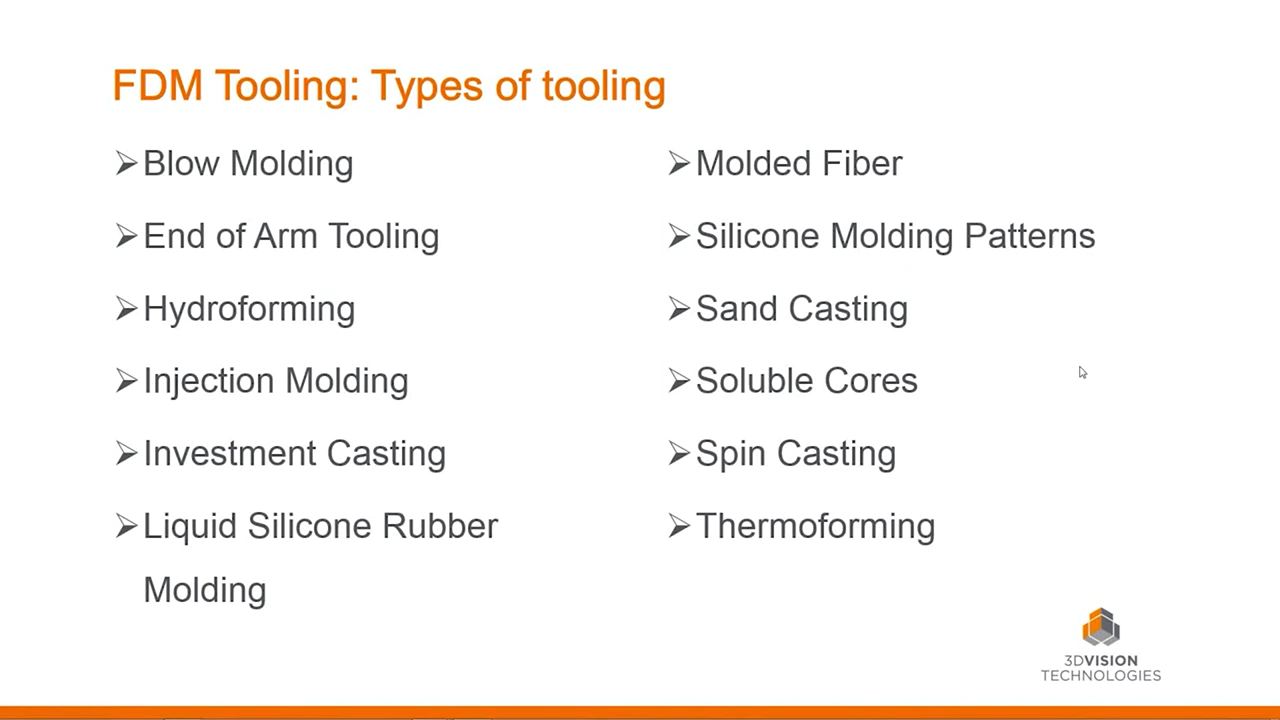 FDM Tooling: Types of tooling
➢Blow Molding
➢End of Arm Tooling
➢Hydroforming
➢Injection Molding
➢Investment Casting
➢Liquid Silicone Rubber
Molding
➢Molded Fiber
➢Silicone Molding Patterns
➢Sand Casting
➢Soluble Cores
➢Spin Casting
➢Thermoforming
3DVISION
TECHNOLOGIES